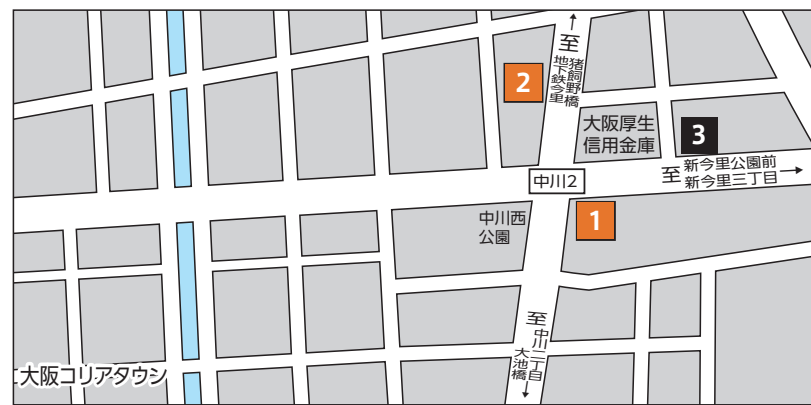 至
猪飼野橋
地下鉄今里
2
大阪厚生
信用金庫
3
至
新今里公園前
新今里三丁目
中川2
1
中川西
公園
至
中川二丁目
大池橋
大阪コリアタウン